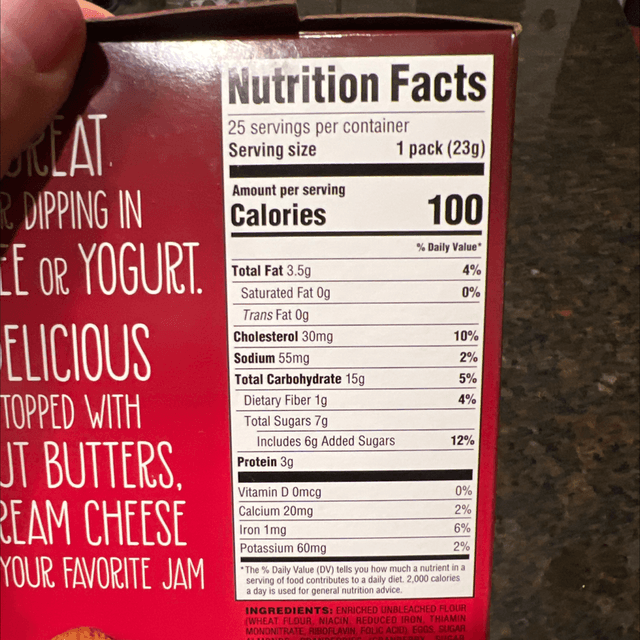 DIPPING IN
OR YOGURT.
TOPPED WITH
BUTTERS,
CHEESE
YOUR FAVORITE JAM
Nutrition Facts
25 servings per container
Serving size 1 pack (23g)
Amount per serving
Calories 100
% Daily Value*
Total Fat 3.5g 4%
Saturated Fat 0g 0%
Trans Fat 0g
Cholesterol 30mg 10%
Sodium 55mg 2%
Total Carbohydrate 15g 5%
Dietary Fiber 1g 4%
Total Sugars 7g
Includes 6g Added Sugars 12%
Protein 3g
Vitamin D 0mcg 0%
Calcium 20mg 2%
Iron 1mg 6%
Potassium 60mg 2%
*The % Daily Value (DV) tells you how much a nutrient in a
serving of food contributes to a daily diet. 2,000 calories
a day is used for general nutrition advice.
INGREDIENTS: ENRICHED UNBLEACHED FLOUR
(WHEAT FLOUR, NIACIN, REDUCED IRON, THIAMIN
MONONITRATE, RIBOFLAVIN, FOLIC ACID), EGGS, SUGAR,